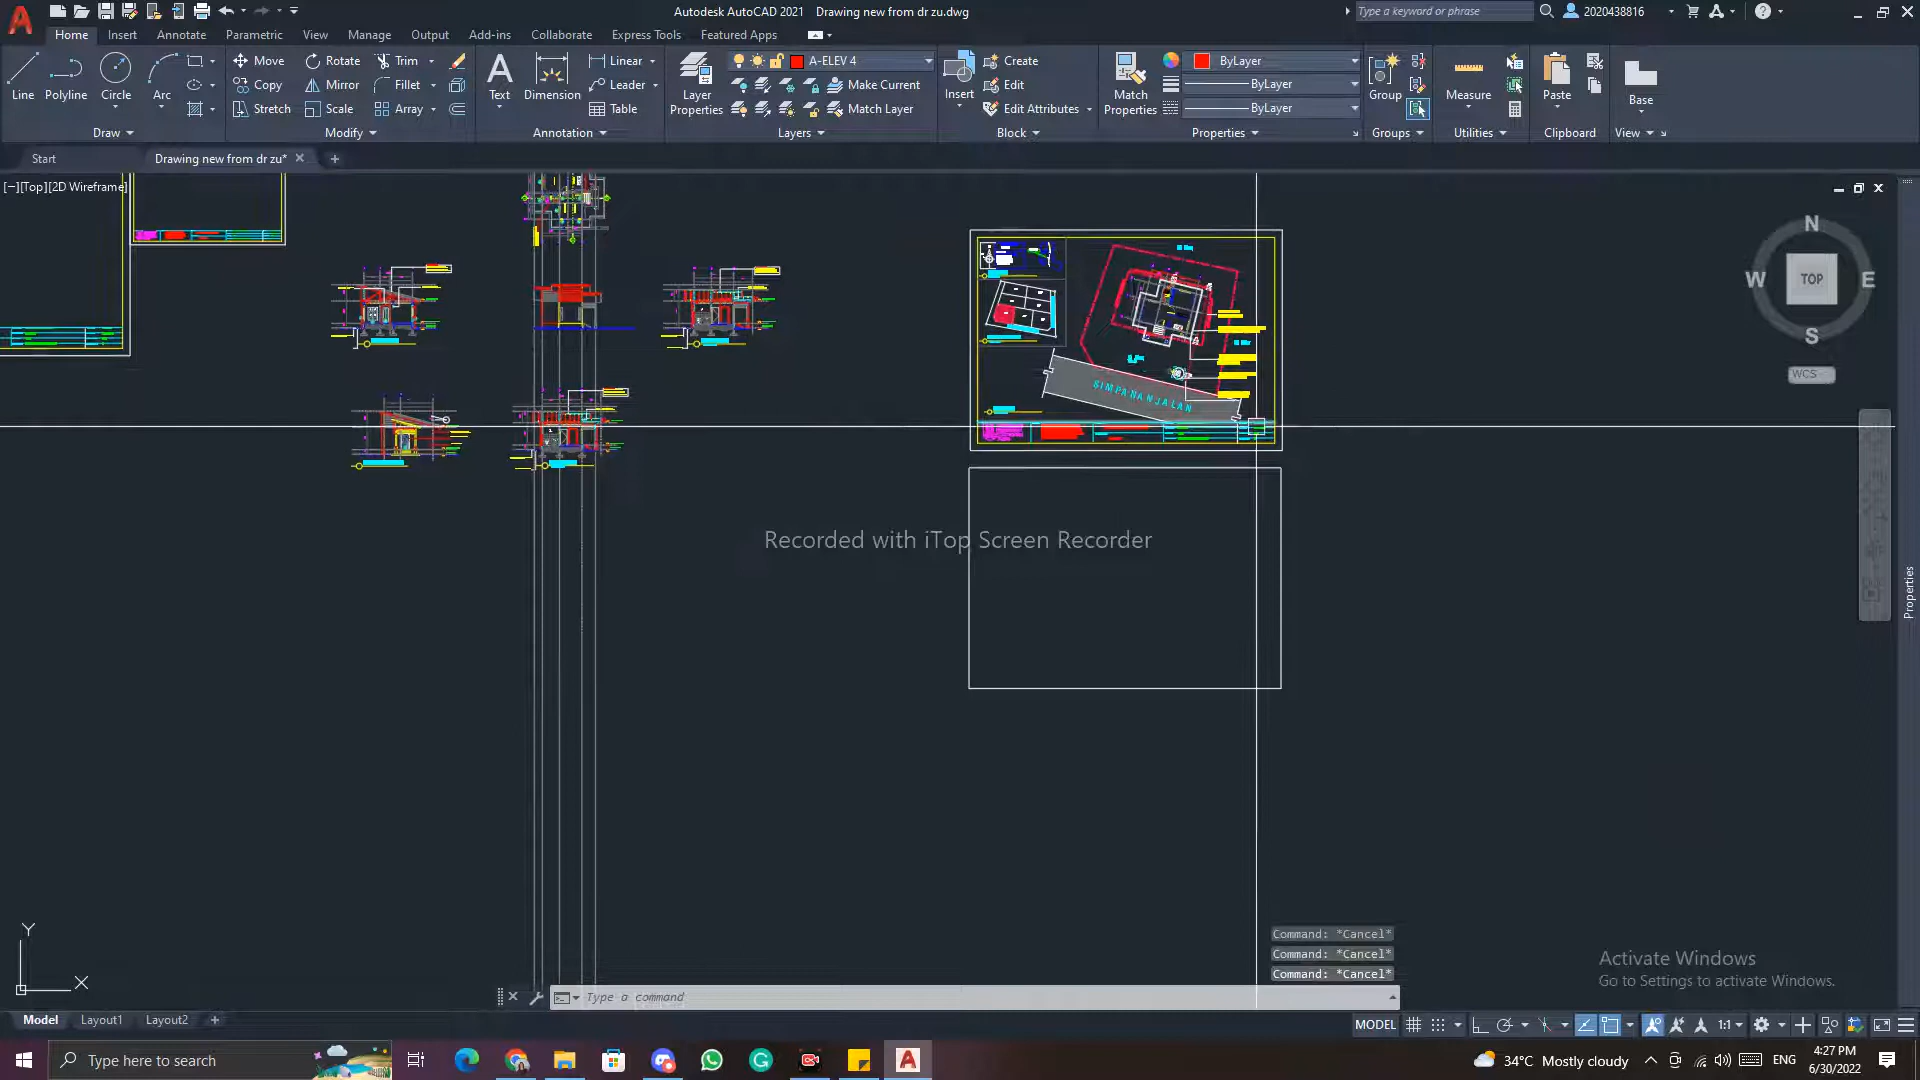 Autodesk AutoCAD 2021 Drawing new from dr zu.dwg
Type a keyword or phrase
2020438816
Home Insert Annotate Parametric View Manage Output Add-ins Collaborate Express Tools Featured Apps
Line Polyline Circle Arc
Move Rotate Trim
Copy Mirror Fillet
Stretch Scale Array
Text Dimension
Linear
Leader
Table
Layer Properties
A-ELEV 4
Make Current
Match Layer
Insert
Create
Edit
Edit Attributes
Match Properties
ByLayer
ByLayer
ByLayer
Group
Measure
Paste
Base
Draw Modify Annotation Layers Block Properties Groups Utilities Clipboard View
Start
Drawing new from dr zu*
[−][Top][2D Wireframe]
N
W TOP E
S
WCS
SIMPANAN JALAN
Properties
Recorded with iTop Screen Recorder
Y
X
Command: *Cancel*
Command: *Cancel*
Command: *Cancel*
Type a command
Activate Windows
Go to Settings to activate Windows.
Model Layout1 Layout2
MODEL
1:1
Type here to search
34°C Mostly cloudy
ENG
4:27 PM
6/30/2022